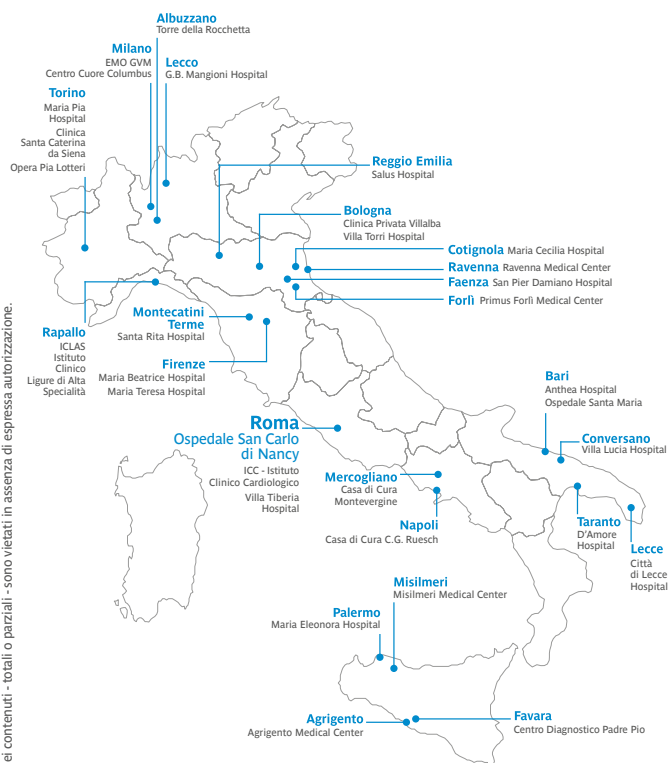 Albuzzano
Torre della Rocchetta
Milano
EMO GVM
Centro Cuore Columbus
Lecco
G.B. Mangioni Hospital
Torino
Maria Pia
Hospital
Clinica
Santa Caterina
da Siena
Opera Pia Lotteri
Reggio Emilia
Salus Hospital
Bologna
Clinica Privata Villalba
Villa Torri Hospital
Cotignola Maria Cecilia Hospital
Ravenna Ravenna Medical Center
Faenza San Pier Damiano Hospital
Forlì Primus Forlì Medical Center
Rapallo
ICLAS
Istituto
Clinico
Ligure di Alta
Specialità
Montecatini
Terme
Santa Rita Hospital
Firenze
Maria Beatrice Hospital
Maria Teresa Hospital
Roma
Ospedale San Carlo
di Nancy
ICC - Istituto
Clinico Cardiologico
Villa Tiberia
Hospital
Bari
Anthea Hospital
Ospedale Santa Maria
Conversano
Villa Lucia Hospital
Mercogliano
Casa di Cura
Montevergine
Napoli
Casa di Cura C.G. Ruesch
Taranto
D'Amore
Hospital
Lecce
Città
di Lecce
Hospital
Misilmeri
Misilmeri Medical Center
Palermo
Maria Eleonora Hospital
Agrigento
Agrigento Medical Center
Favara
Centro Diagnostico Padre Pio
ei contenuti - totali o parziali - sono vietati in assenza di espressa autorizzazione.